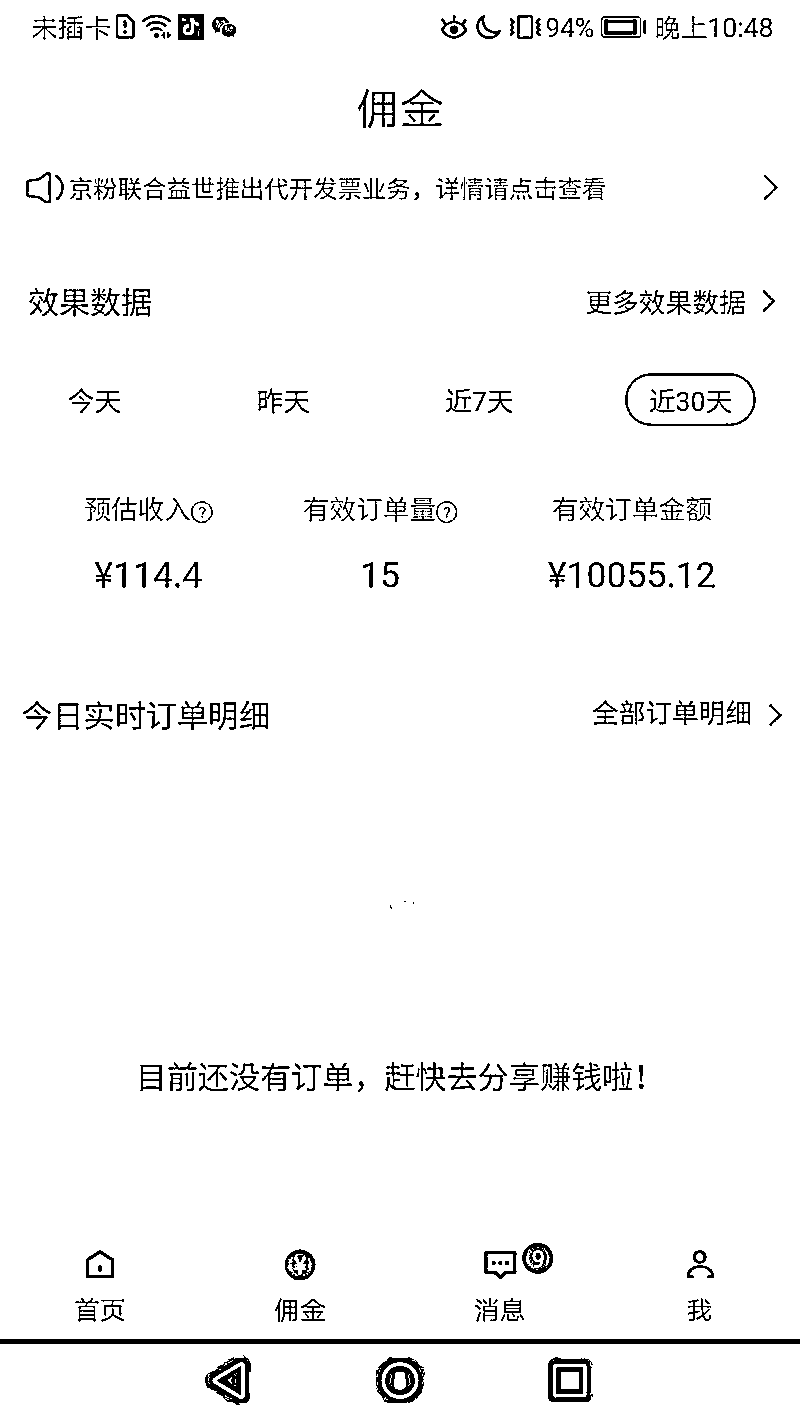 未插卡 94% 晚上10:48
佣金
京粉联合益世推出代开发票业务，详情请点击查看
效果数据 更多效果数据
今天 昨天 近7天 近30天
预估收入? 有效订单量? 有效订单金额
¥114.4 15 ¥10055.12
今日实时订单明细 全部订单明细
目前还没有订单，赶快去分享赚钱啦！
9
首页 佣金 消息 我